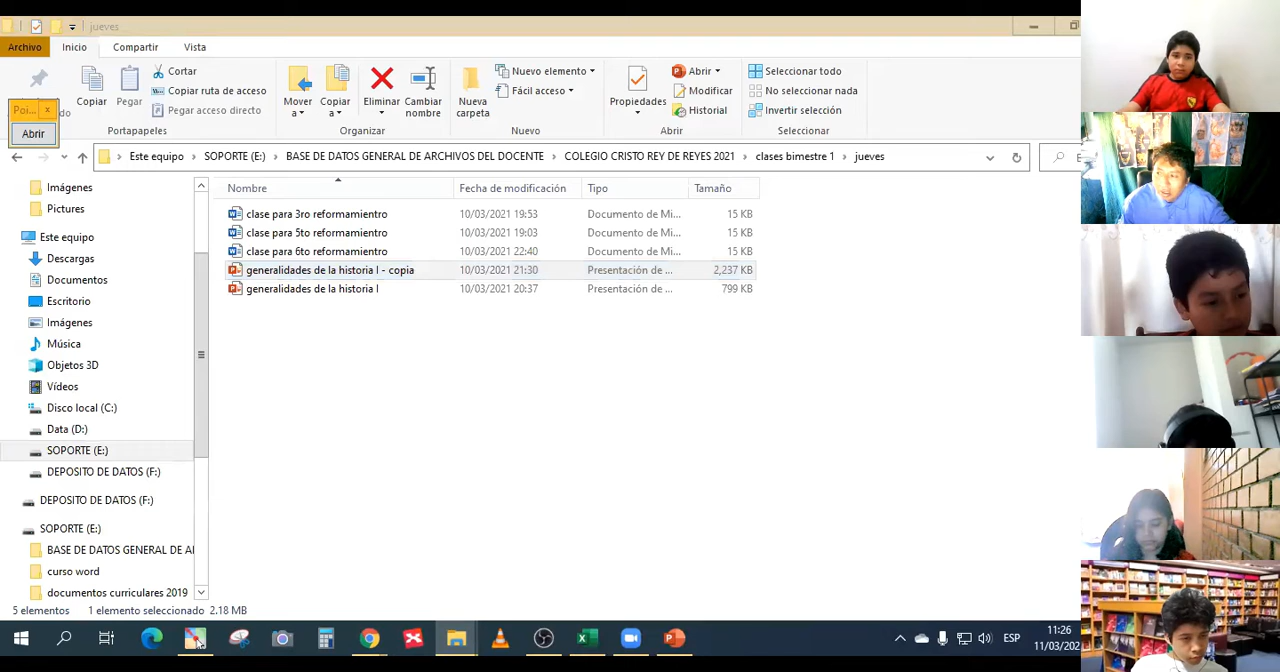 jueves
Archivo Inicio Compartir Vista
Copiar
Pegar
Cortar
Copiar ruta de acceso
Pegar acceso directo
Portapapeles
Mover a
Copiar a
Eliminar
Cambiar nombre
Organizar
Nueva carpeta
Nuevo elemento
Fácil acceso
Nuevo
Propiedades
Abrir
Modificar
Historial
Abrir
Seleccionar todo
No seleccionar nada
Invertir selección
Seleccionar
Poi... x
Abrir
Este equipo > SOPORTE (E:) > BASE DE DATOS GENERAL DE ARCHIVOS DEL DOCENTE > COLEGIO CRISTO REY DE REYES 2021 > clases bimestre 1 > jueves
Nombre Fecha de modificación Tipo Tamaño
clase para 3ro reformamientro 10/03/2021 19:53 Documento de Mi... 15 KB
clase para 5to reformamientro 10/03/2021 19:03 Documento de Mi... 15 KB
clase para 6to reformamientro 10/03/2021 22:40 Documento de Mi... 15 KB
generalidades de la historia I - copia 10/03/2021 21:30 Presentación de ... 2,237 KB
generalidades de la historia I 10/03/2021 20:37 Presentación de ... 799 KB
Imágenes
Pictures
Este equipo
Descargas
Documentos
Escritorio
Imágenes
Música
Objetos 3D
Vídeos
Disco local (C:)
Data (D:)
SOPORTE (E:)
DEPOSITO DE DATOS (F:)
DEPOSITO DE DATOS (F:)
SOPORTE (E:)
BASE DE DATOS GENERAL DE A
curso word
documentos curriculares 2019
5 elementos 1 elemento seleccionado 2.18 MB
ESP
11:26
11/03/202